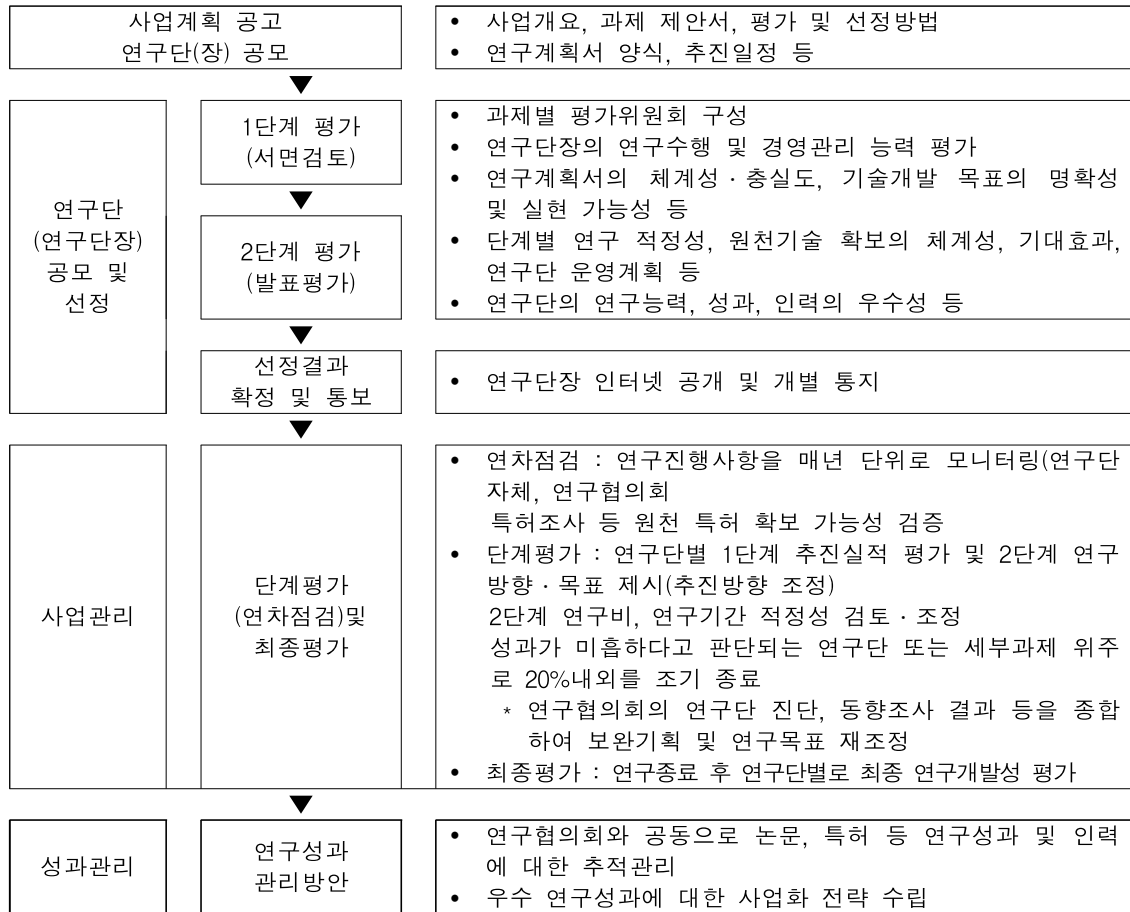 사업계획 공고
연구단(장) 공모
• 사업개요, 과제 제안서, 평가 및 선정방법
• 연구계획서 양식, 추진일정 등
▼
연구단
(연구단장)
공모 및
선정
1단계 평가
(서면검토)
2단계 평가
(발표평가)
• 과제별 평가위원회 구성
• 연구단장의 연구수행 및 경영관리 능력 평가
• 연구계획서의 체계성 · 충실도, 기술개발 목표의 명확성
및 실현 가능성 등
• 단계별 연구 적정성, 원천기술 확보의 체계성, 기대효과,
연구단 운영계획 등
• 연구단의 연구능력, 성과, 인력의 우수성 등
▼
선정결과
확정 및 통보
• 연구단장 인터넷 공개 및 개별 통지
▼
사업관리
단계평가
(연차점검)및
최종평가
• 연차점검 : 연구진행사항을 매년 단위로 모니터링(연구단
자체, 연구협의회
특허조사 등 원천 특허 확보 가능성 검증
• 단계평가 : 연구단별 1단계 추진실적 평가 및 2단계 연구
방향 · 목표 제시(추진방향 조정)
2단계 연구비, 연구기간 적정성 검토 · 조정
성과가 미흡하다고 판단되는 연구단 또는 세부과제 위주
로 20%내외를 조기 종료
* 연구협의회의 연구단 진단, 동향조사 결과 등을 종합
하여 보완기획 및 연구목표 재조정
• 최종평가 : 연구종료 후 연구단별로 최종 연구개발성 평가
▼
성과관리
연구성과
관리방안
• 연구협의회와 공동으로 논문, 특허 등 연구성과 및 인력
에 대한 추적관리
• 우수 연구성과에 대한 사업화 전략 수립